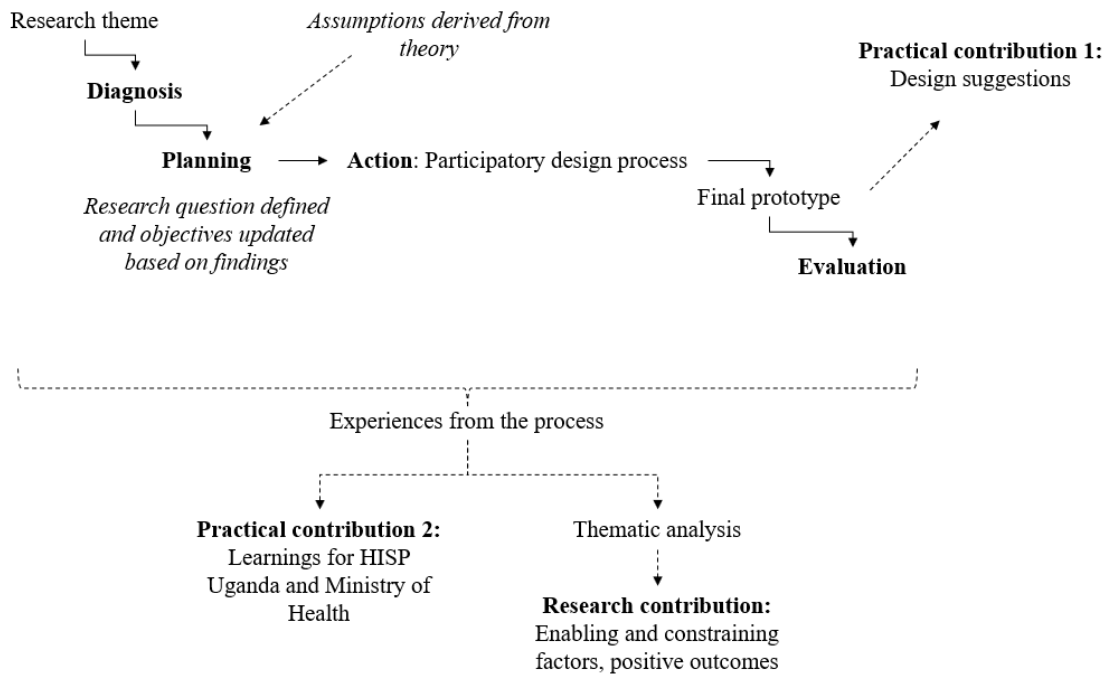 Research theme
Assumptions derived from
theory
Practical contribution 1:
Design suggestions
Diagnosis
Planning
Action: Participatory design process
Research question defined
and objectives updated
based on findings
Final prototype
Evaluation
Experiences from the process
Practical contribution 2:
Learnings for HISP
Uganda and Ministry of
Health
Thematic analysis
Research contribution:
Enabling and constraining
factors, positive outcomes